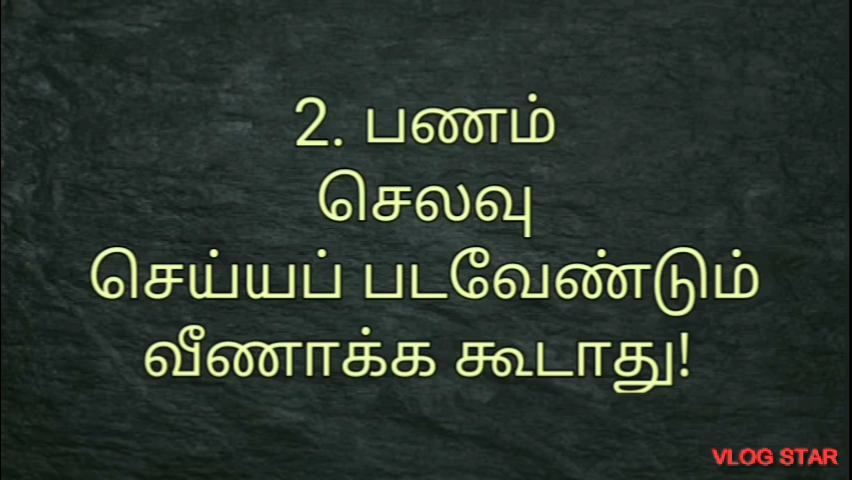 2. பணம்
செலவு
செய்யப் படவேண்டும்
வீணாக்க கூடாது!
VLOG STAR